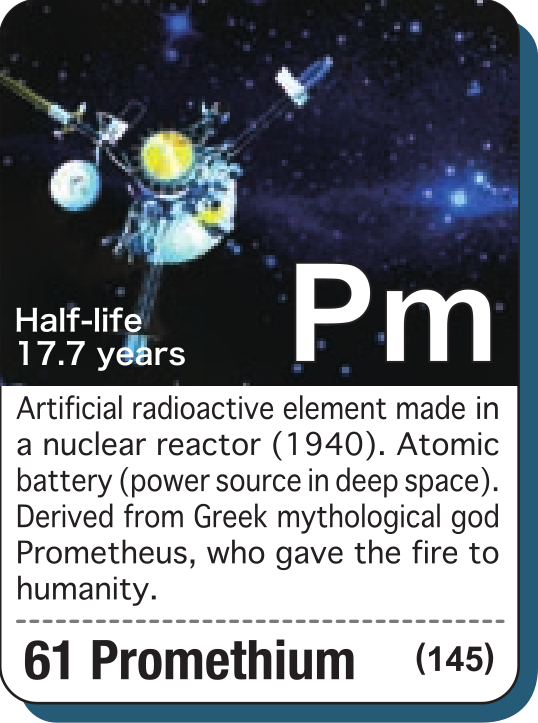 Half-life
17.7 years
Pm
Artificial radioactive element made in
a nuclear reactor (1940). Atomic
battery (power source in deep space).
Derived from Greek mythological god
Prometheus, who gave the fire to
humanity.
61 Promethium (145)